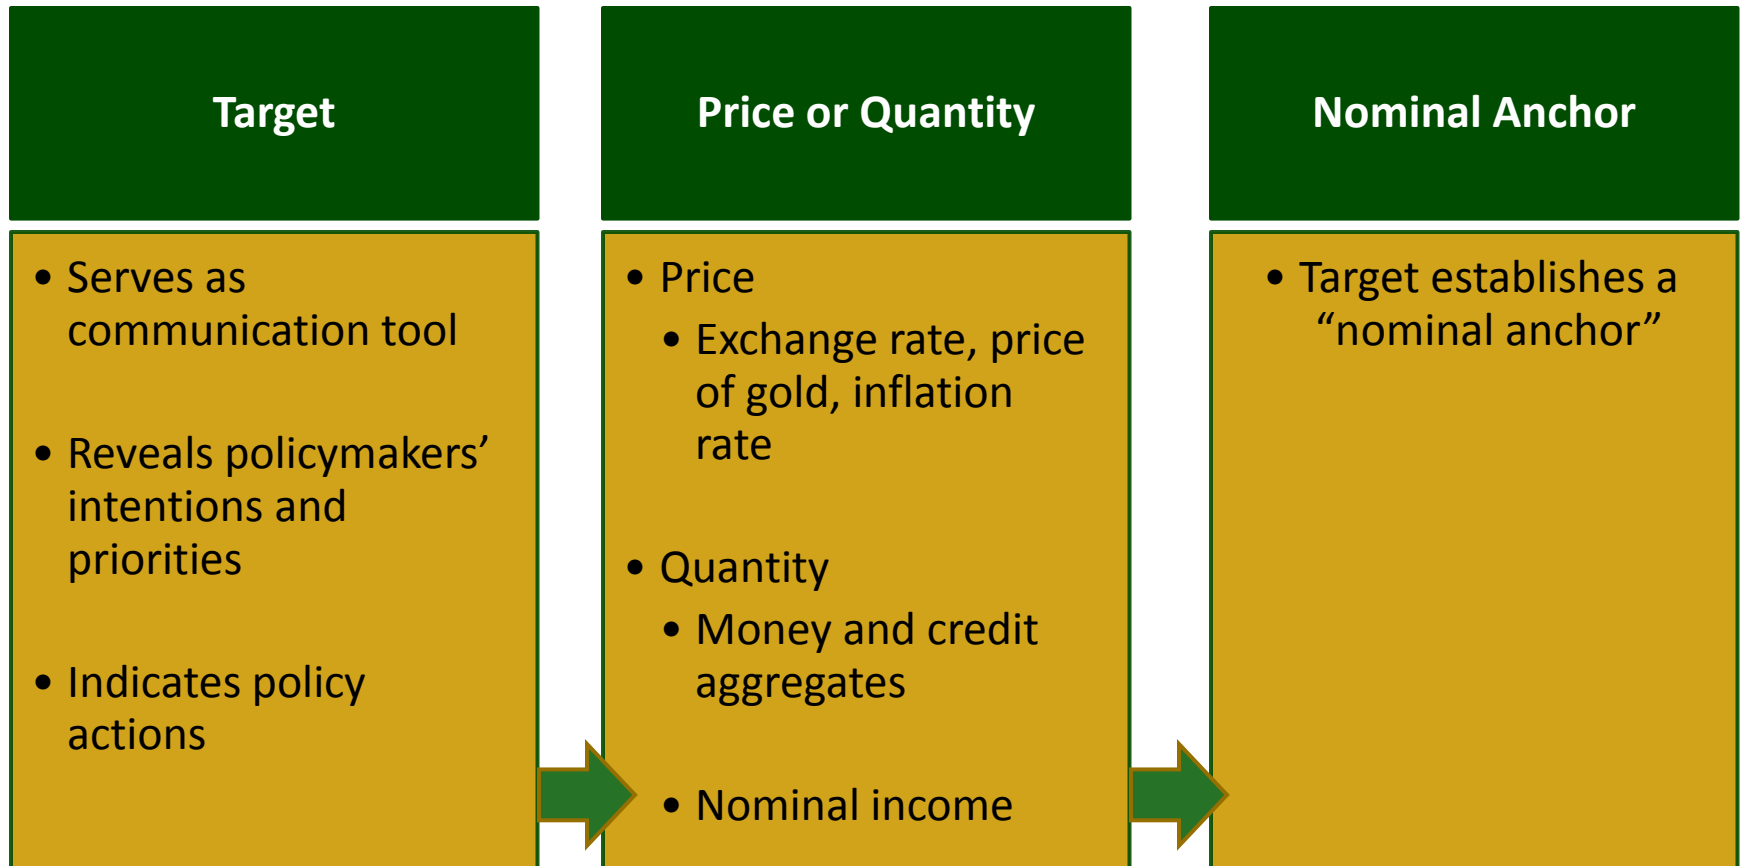 Target
• Serves as
communication tool
• Reveals policymakers’
intentions and
priorities
• Indicates policy
actions
Price or Quantity
• Price
• Exchange rate, price
of gold, inflation
rate
• Quantity
• Money and credit
aggregates
• Nominal income
Nominal Anchor
• Target establishes a
“nominal anchor”